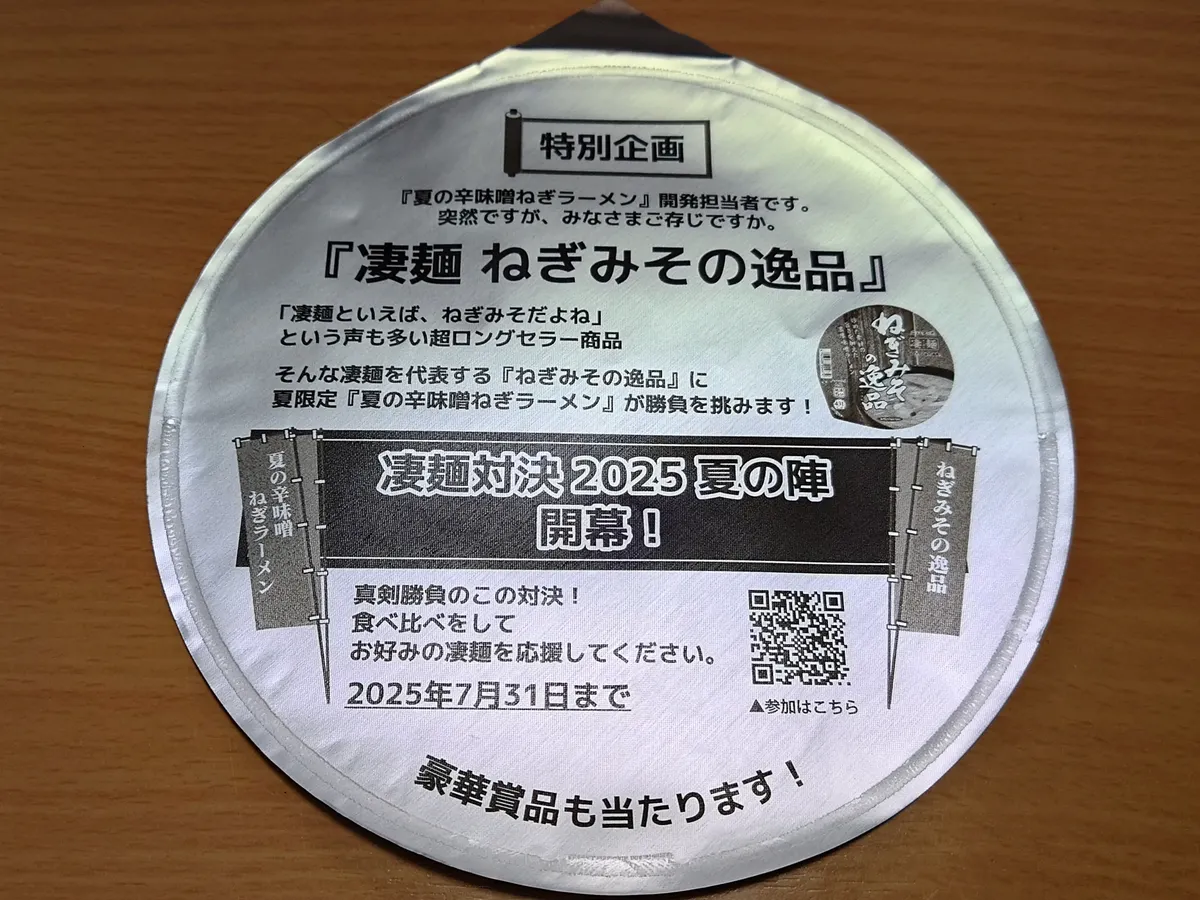 特別企画
『夏の辛味噌ねぎラーメン』開発担当者です。
突然ですが、みなさまご存じですか。
『凄麺 ねぎみその逸品』
「凄麺といえば、ねぎみそだよね」
という声も多い超ロングセラー商品
そんな凄麺を代表する『ねぎみその逸品』に
夏限定『夏の辛味噌ねぎラーメン』が勝負を挑みます！
ねぎみそ
の逸品
夏の辛味噌
ねぎラーメン
凄麺対決 2025 夏の陣
開幕！
ねぎみその逸品
真剣勝負のこの対決！
食べ比べをして
お好みの凄麺を応援してください。
2025年7月31日まで
▲参加はこちら
豪華賞品も当たります！